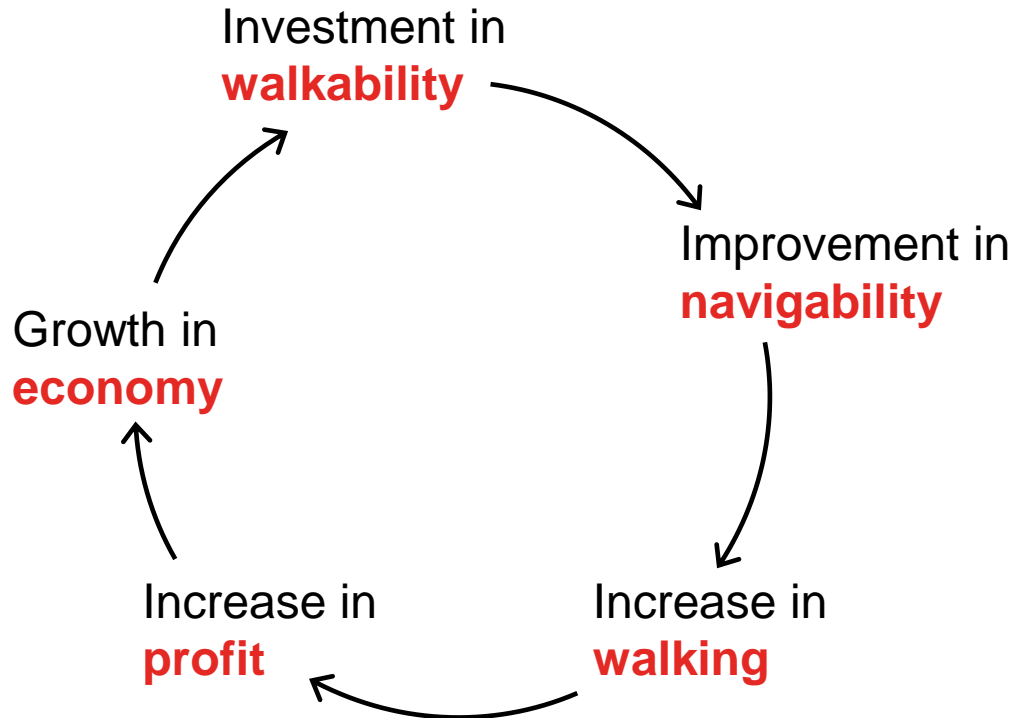 Investment in
walkability
Improvement in
navigability
Increase in
walking
Increase in
profit
Growth in
economy